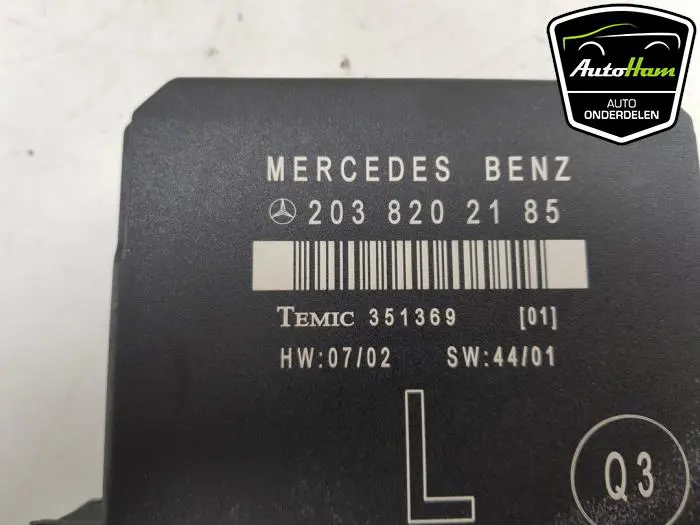 AutoHam
AUTO
ONDERDELEN
MERCEDES BENZ
203 820 21 85
TEMIC 351369 [01]
HW:07/02 SW:44/01
L
Q3